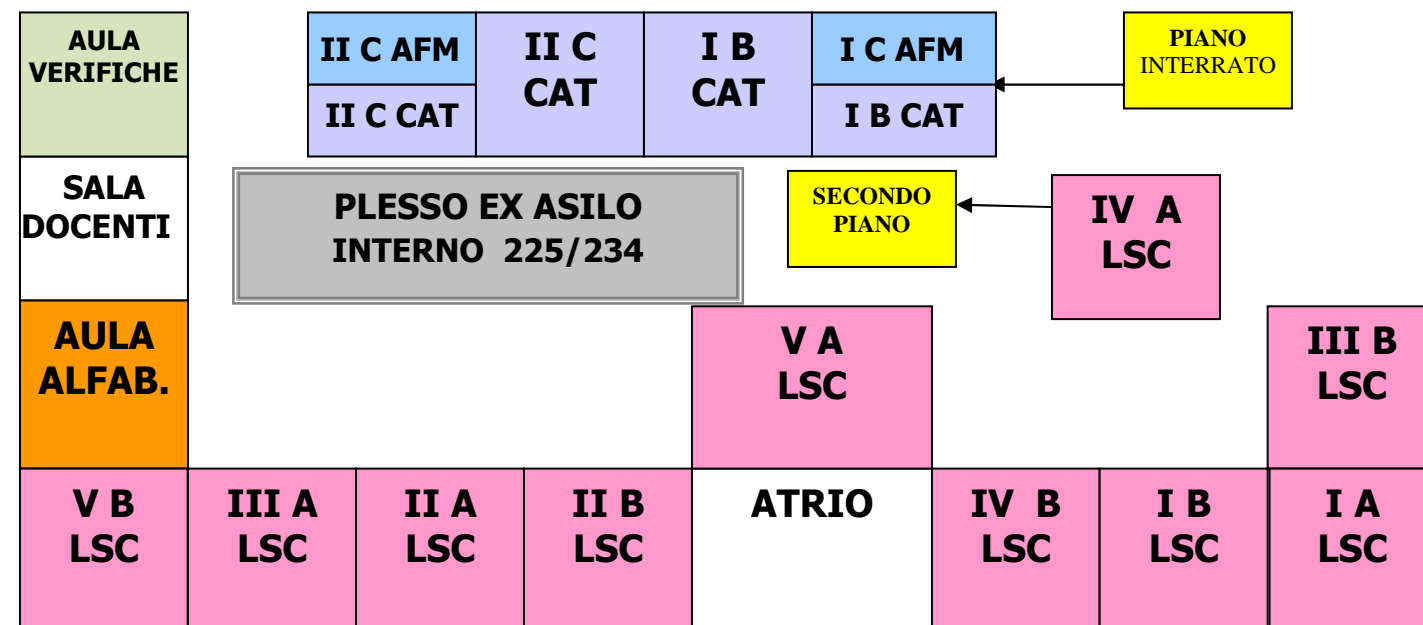 AULA
VERIFICHE
II C AFM
II C CAT
II C
CAT
I B
CAT
I C AFM
I B CAT
PIANO
INTERRATO
SALA
DOCENTI
PLESSO EX ASILO
INTERNO 225/234
SECONDO
PIANO
IV A
LSC
AULA
ALFAB.
V A
LSC
III B
LSC
V B
LSC
III A
LSC
II A
LSC
II B
LSC
ATRIO
IV B
LSC
I B
LSC
I A
LSC